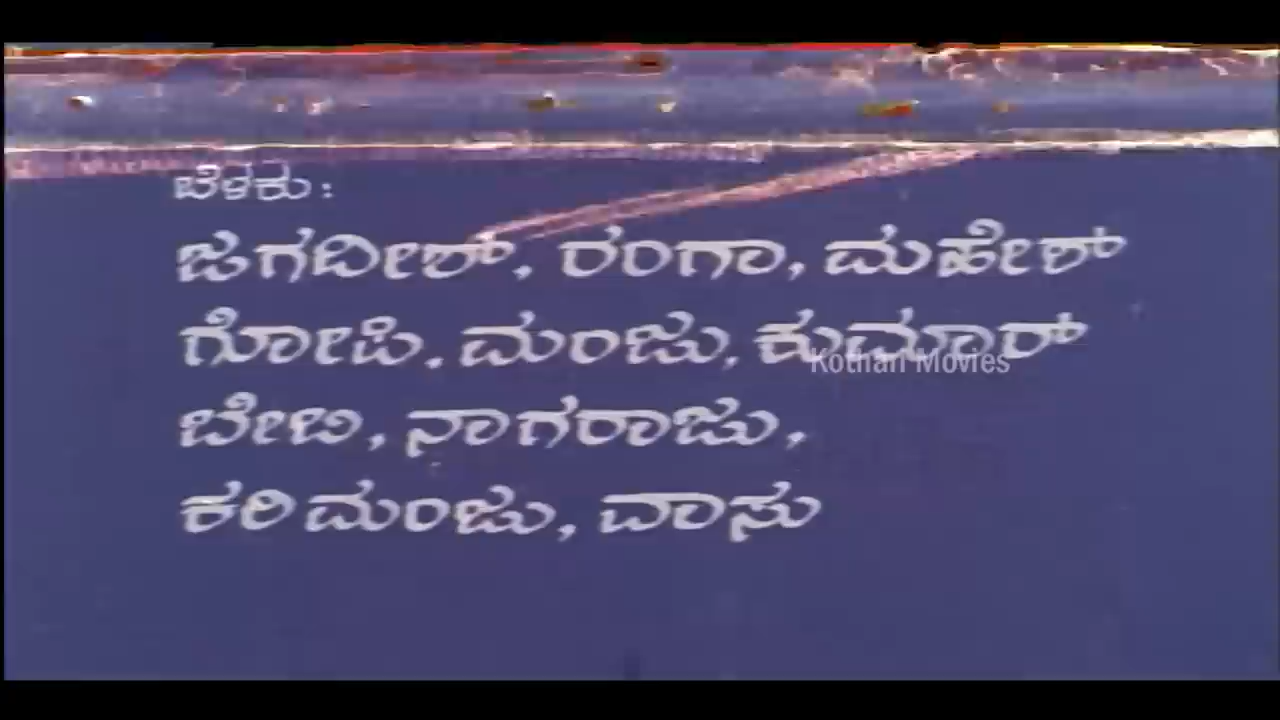 ಬೆಳಕು:
ಜಗದೀಶ್, ರಂಗಾ, ಮಹೇಶ್
ಗೋಪಿ, ಮಂಜು, ಕುಮಾರ್
Kothari Movies
ಬೇಬಿ, ನಾಗರಾಜು,
ಕರಿಮಂಜು, ವಾಸು